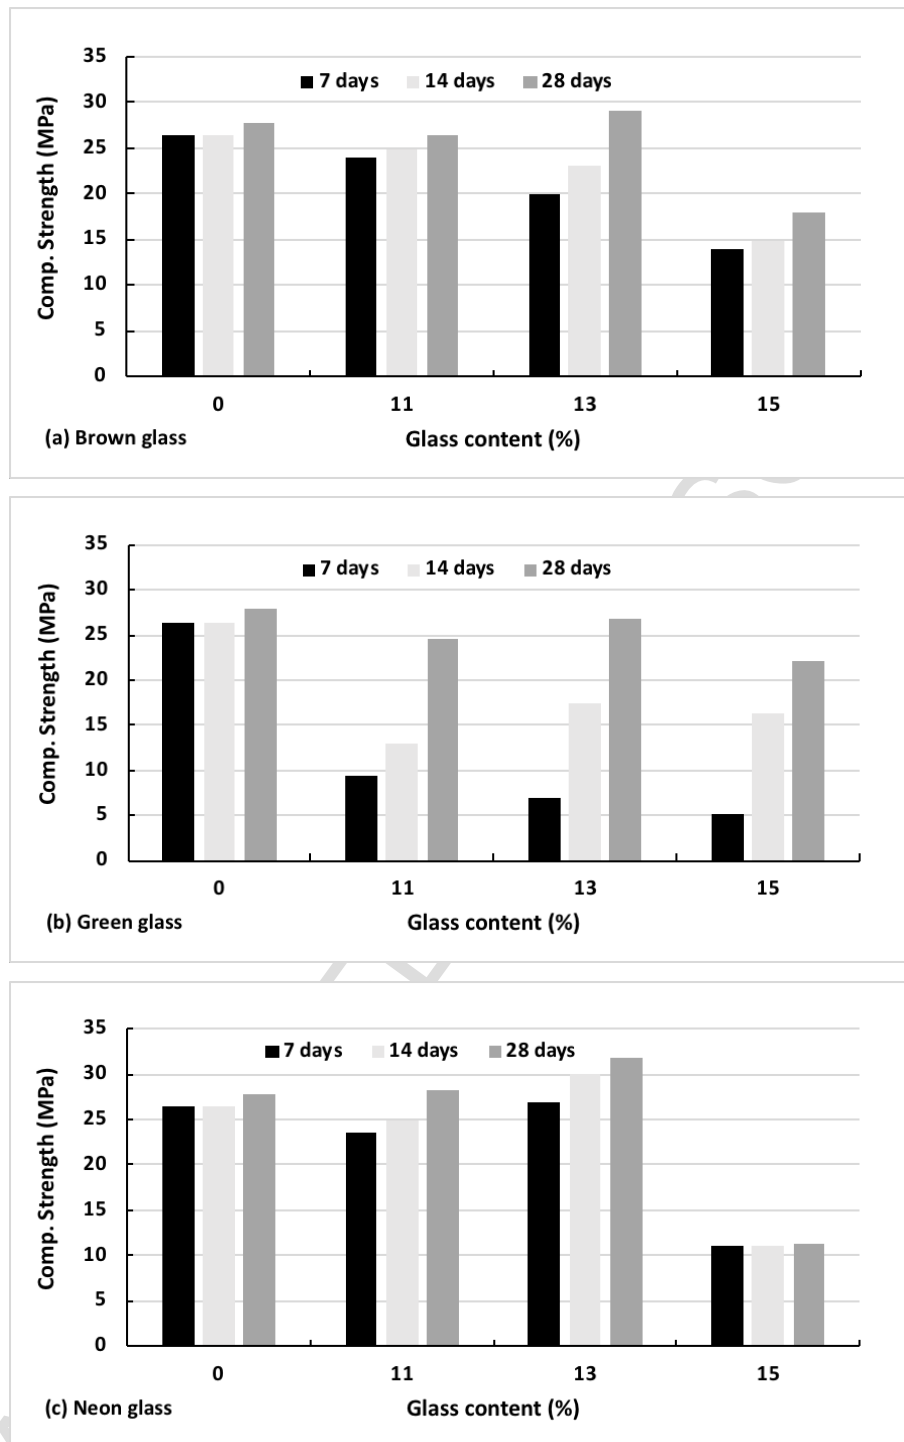 35
7 days 14 days 28 days
30
25
20
15
10
5
0
Comp. Strength (MPa)
0 11 13 15
(a) Brown glass Glass content (%)
35
7 days 14 days 28 days
30
25
20
15
10
5
0
Comp. Strength (MPa)
0 11 13 15
(b) Green glass Glass content (%)
35
7 days 14 days 28 days
30
25
20
15
10
5
0
Comp. Strength (MPa)
0 11 13 15
(c) Neon glass Glass content (%)